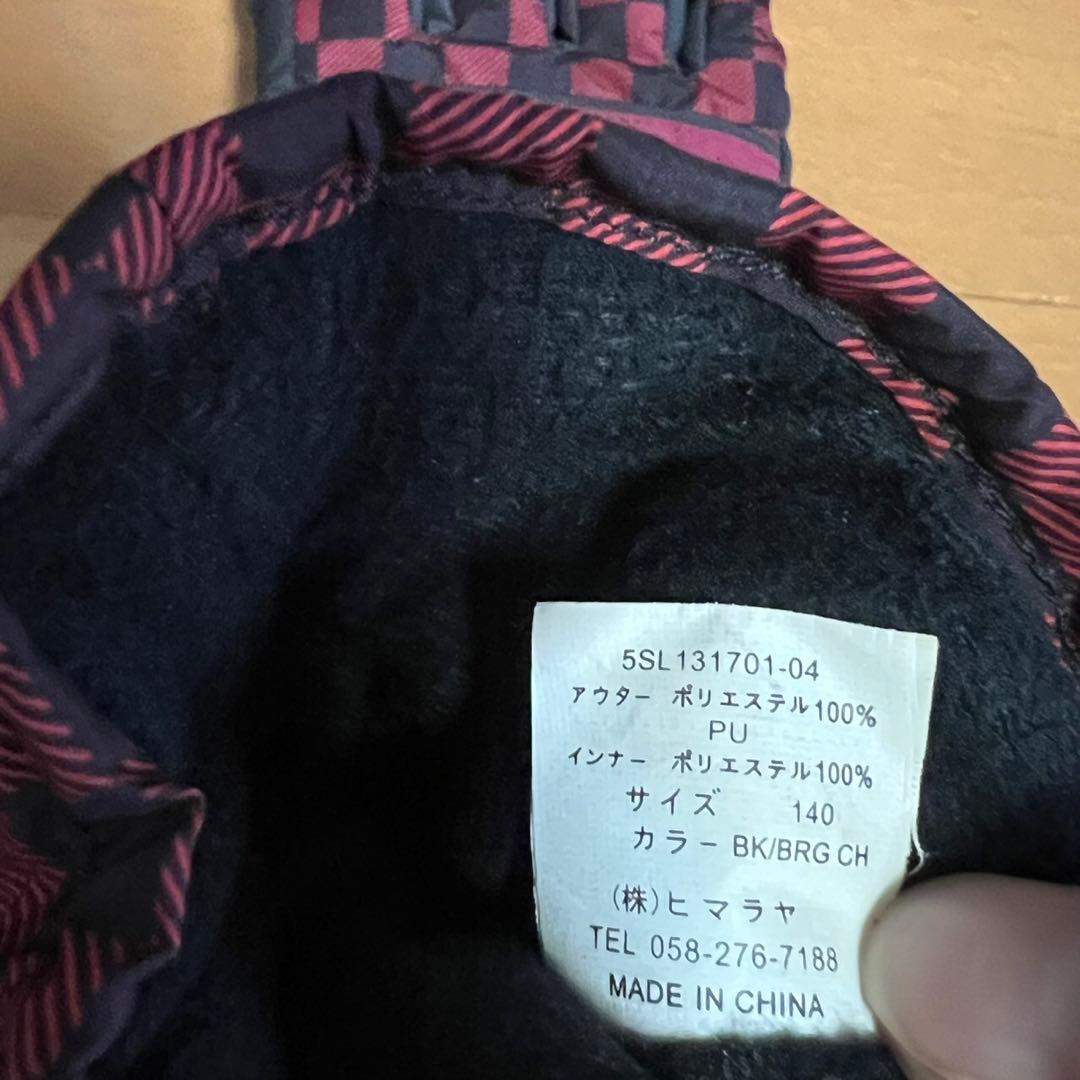 5SL131701-04
アウター ポリエステル100%
PU
インナー ポリエステル100%
サイズ 140
カラー BK/BRG CH
(株)ヒマラヤ
TEL 058-276-7188
MADE IN CHINA